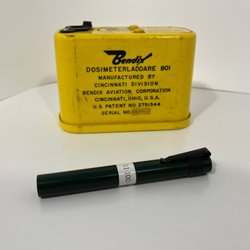 Bendix
DOSIMETERLADDARE 801
MANUFACTURED BY
CINCINNATI DIVISION
BENDIX AVIATION CORPORATION
CINCINNATI, OHIO, U.S.A.
U.S. PATENT NO. 2751544
SERIAL NO.